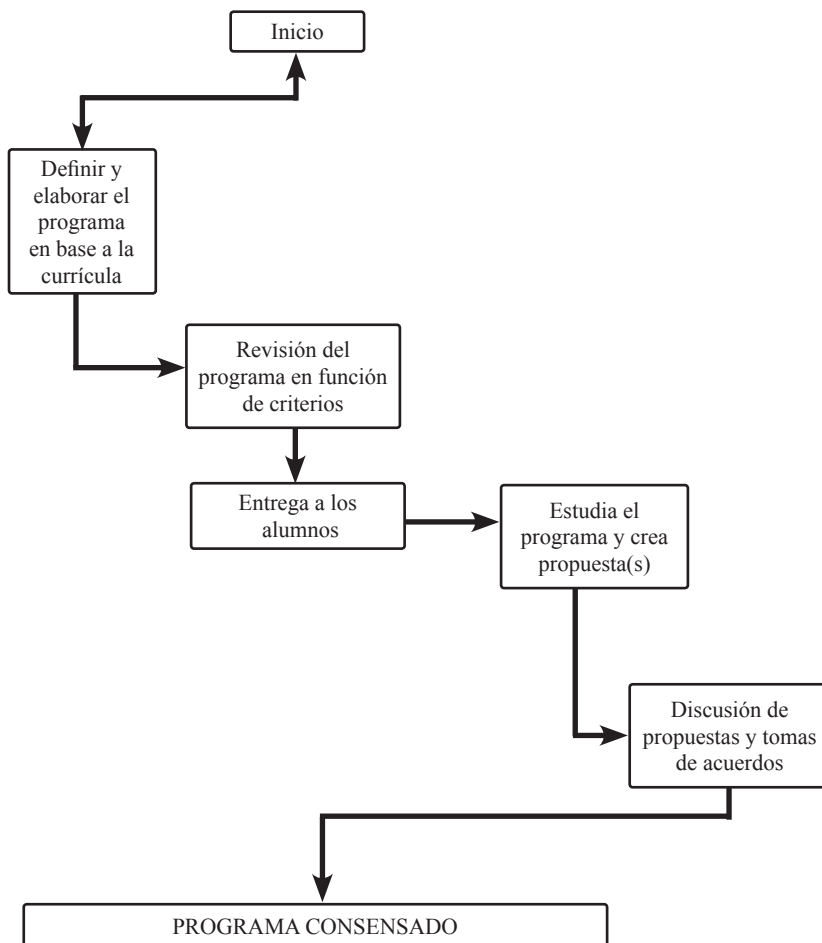 Inicio
Definir y
elaborar el
programa
en base a la
currícula
Revisión del
programa en función
de criterios
Entrega a los
alumnos
Estudia el
programa y crea
propuesta(s)
Discusión de
propuestas y tomas
de acuerdos
PROGRAMA CONSENSADO